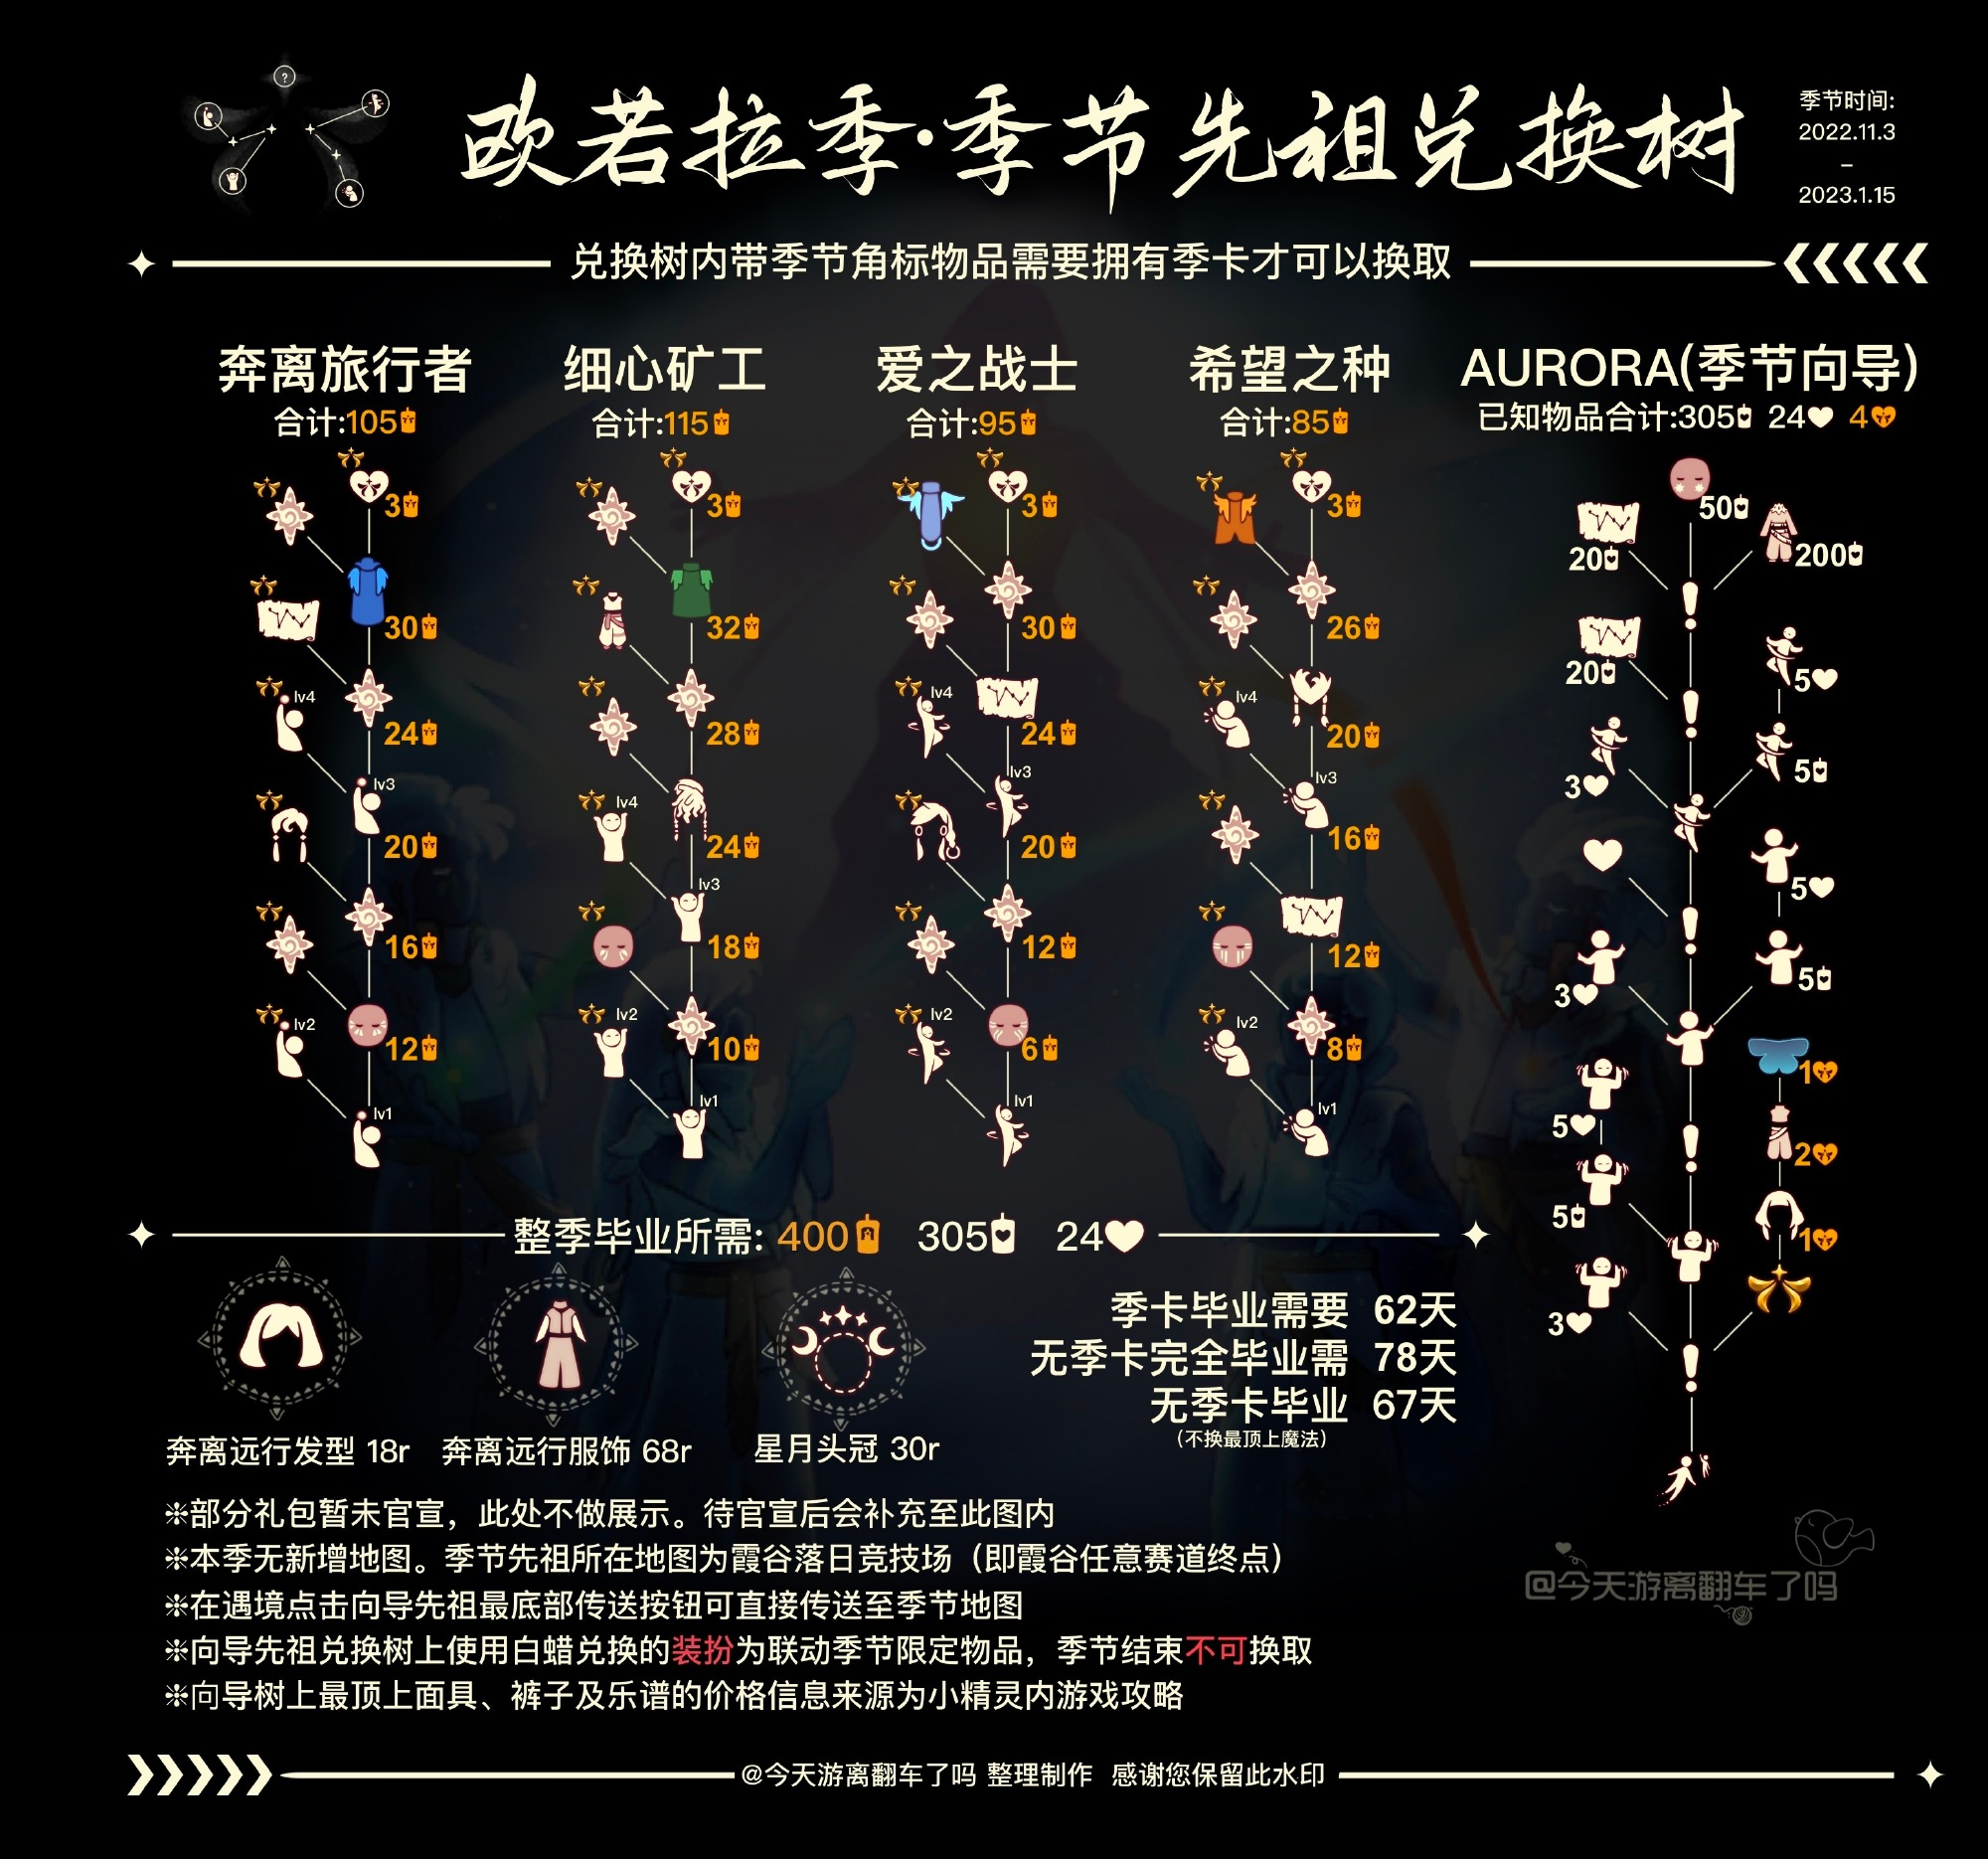 欧若拉季·季节先祖兑换树
季节时间:
2022.11.3
–
2023.1.15
兑换树内带季节角标物品需要拥有季卡才可以换取
奔离旅行者
合计:105
3
30
24
lv4
lv3
20
16
lv2
12
lv1
细心矿工
合计:115
3
32
28
lv4
24
lv3
18
lv2
10
lv1
爱之战士
合计:95
3
30
lv4
24
lv3
20
12
lv2
6
lv1
希望之种
合计:85
3
26
lv4
20
lv3
16
12
lv2
8
lv1
AURORA(季节向导)
已知物品合计:305 24 4
50
20
200
20
5
3
5
5
3
5
1
5
2
5
1
3
整季毕业所需: 400 305 24
奔离远行发型 18r
奔离远行服饰 68r
星月头冠 30r
季卡毕业需要 62天
无季卡完全毕业需 78天
无季卡毕业 67天
(不换最顶上魔法)
※部分礼包暂未官宣，此处不做展示。待官宣后会补充至此图内
※本季无新增地图。季节先祖所在地图为霞谷落日竞技场（即霞谷任意赛道终点）
※在遇境点击向导先祖最底部传送按钮可直接传送至季节地图
※向导先祖兑换树上使用白蜡兑换的装扮为联动季节限定物品，季节结束不可换取
※向导树上最顶上面具、裤子及乐谱的价格信息来源为小精灵内游戏攻略
@今天游离翻车了吗
@今天游离翻车了吗 整理制作 感谢您保留此水印